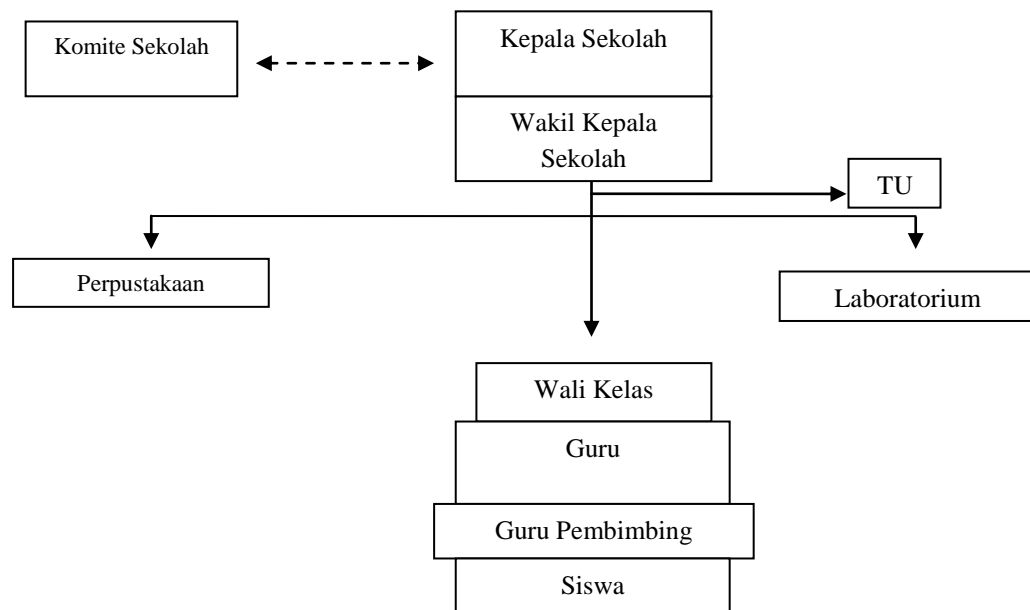 Komite Sekolah
Kepala Sekolah
Wakil Kepala
Sekolah
TU
Perpustakaan
Laboratorium
Wali Kelas
Guru
Guru Pembimbing
Siswa